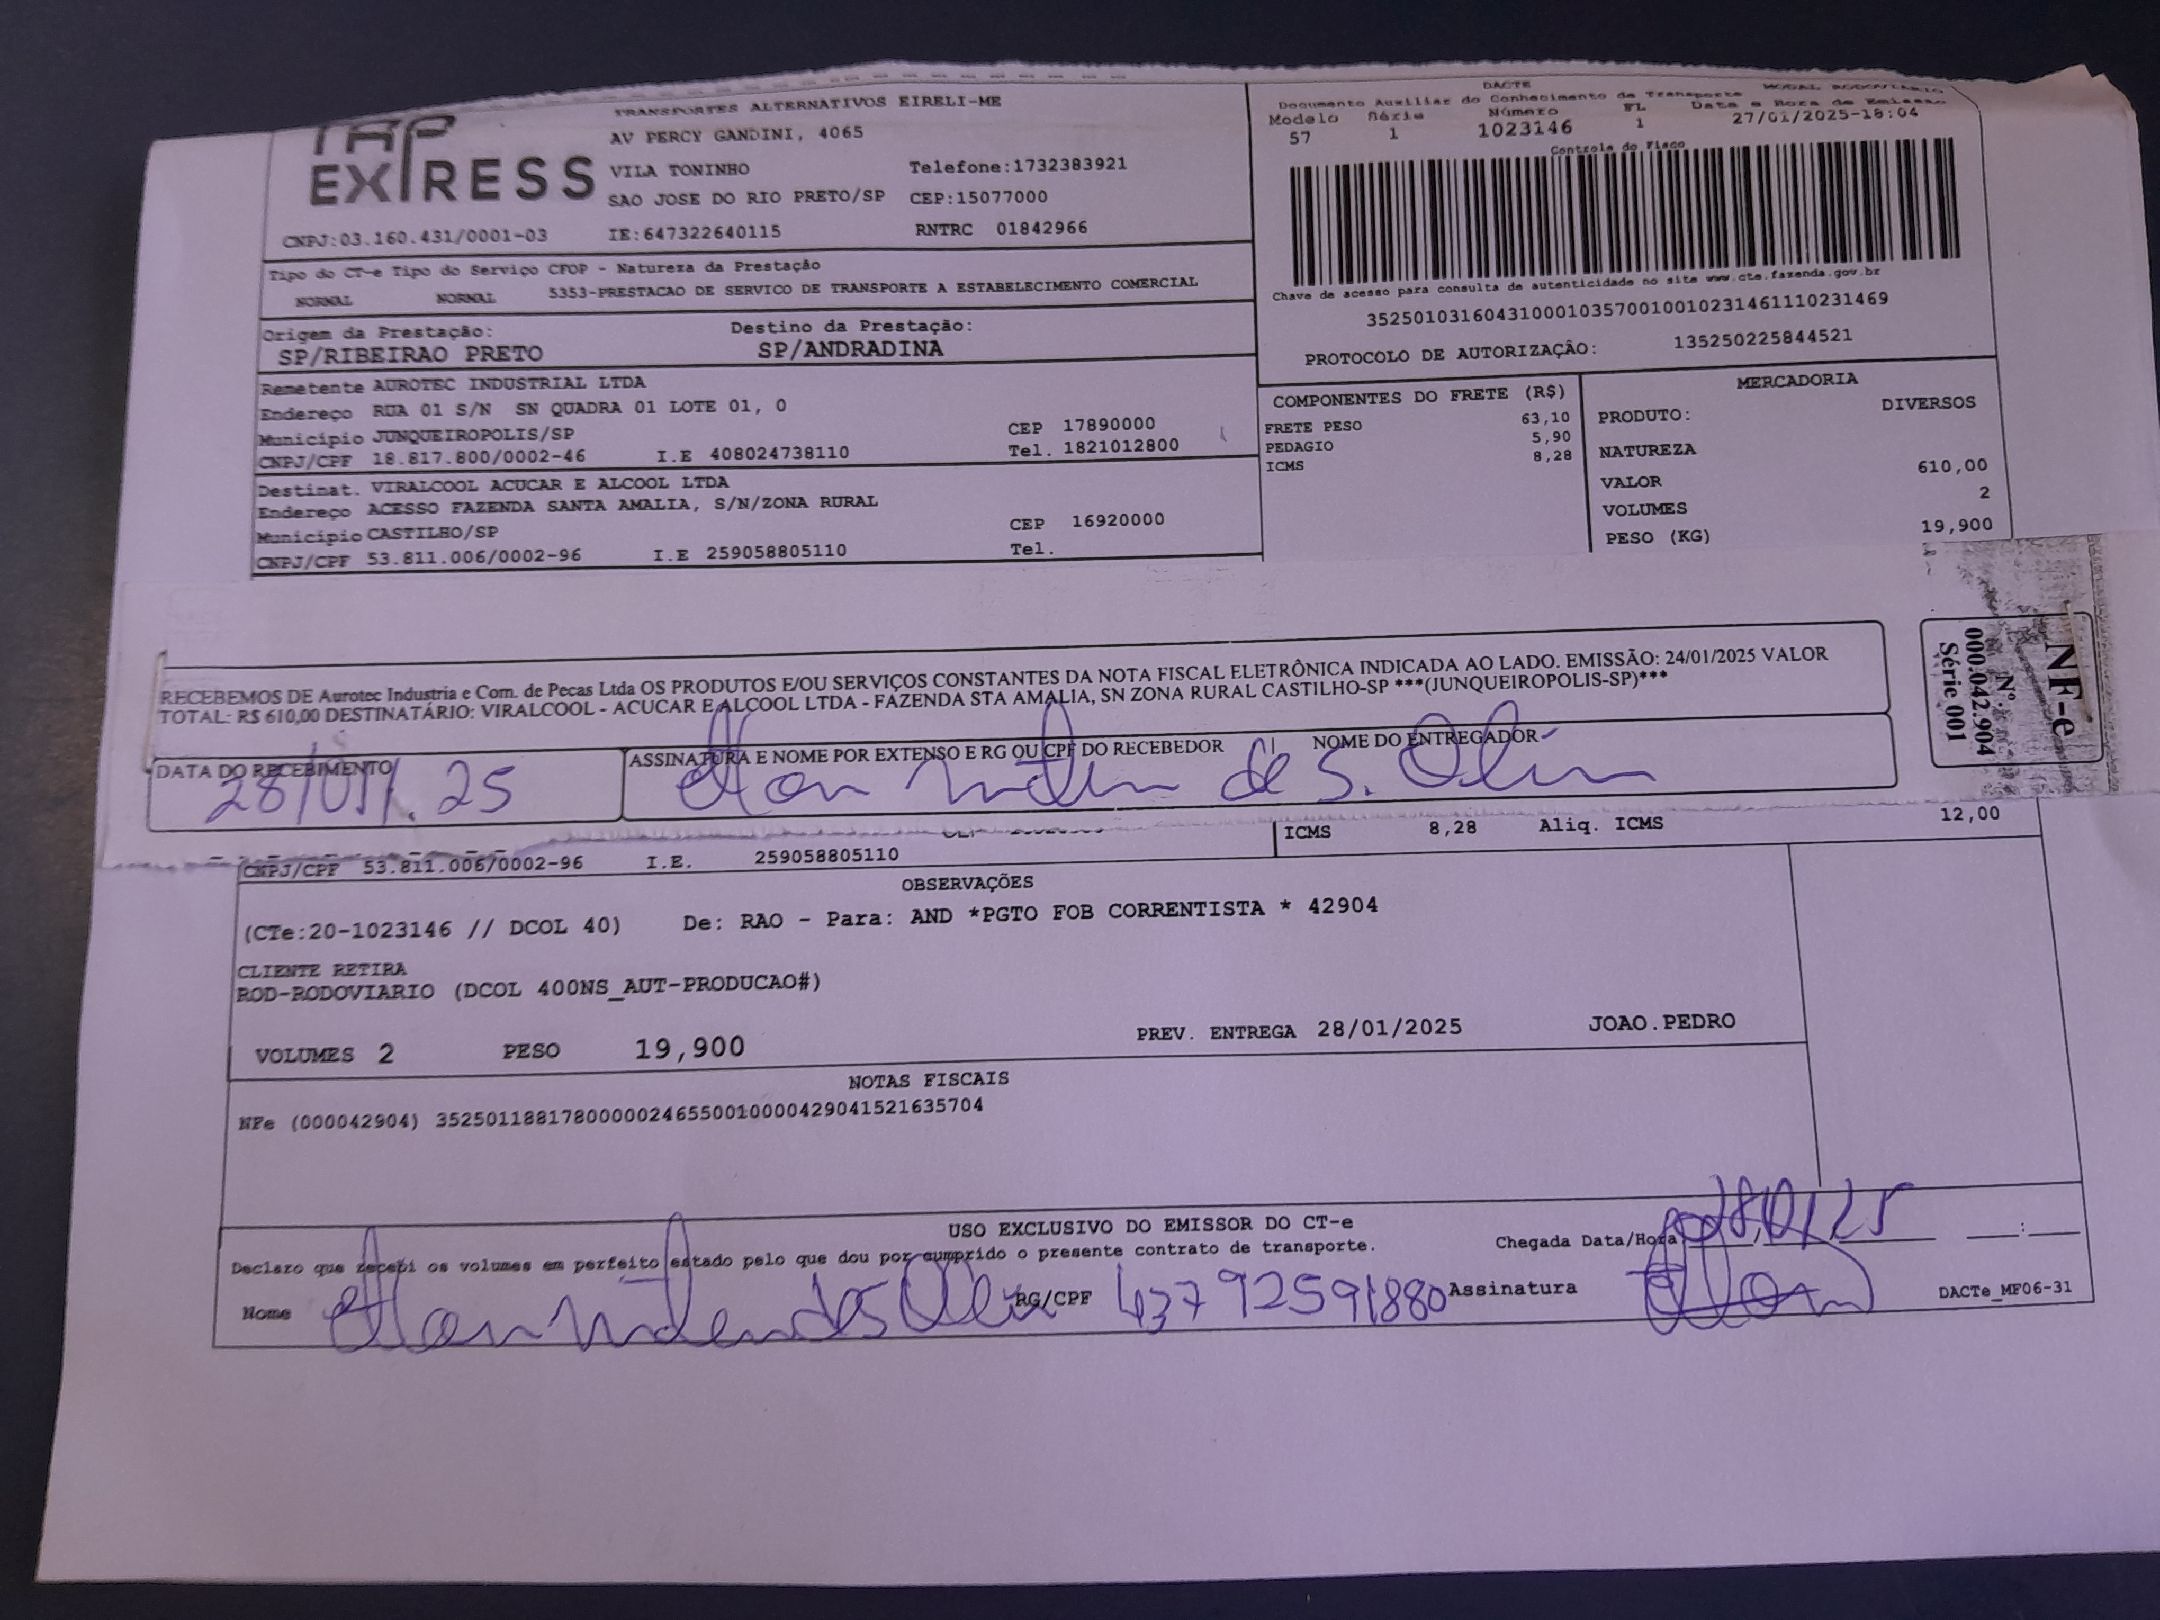 TRANSPORTES ALTERNATIVOS EIRELI-ME
EXPRESS
AV PERCY GANDINI, 4065
VILA TONINHO Telefone:1732383921
SAO JOSE DO RIO PRETO/SP CEP:15077000
CNPJ:03.160.431/0001-03 IE:647322640115 RNTRC 01842966
DACTE MODAL RODOVIARIO
Documento Auxiliar do Conhecimento de Transporte
Modelo Série Número FL Data e Hora de Emissao
57 1 1023146 1 27/01/2025-18:04
Controle do Fisco
Chave de acesso para consulta de autenticidade no site www.cte.fazenda.gov.br
35250103160431000103570010010231461110231469
PROTOCOLO DE AUTORIZAÇÃO: 135250225844521
Tipo do CT-e Tipo do Serviço CFOP - Natureza da Prestação
NORMAL NORMAL 5353-PRESTACAO DE SERVICO DE TRANSPORTE A ESTABELECIMENTO COMERCIAL
Origem da Prestação: Destino da Prestação:
SP/RIBEIRAO PRETO SP/ANDRADINA
Remetente AUROTEC INDUSTRIAL LTDA
Endereço RUA 01 S/N SN QUADRA 01 LOTE 01, 0
Município JUNQUEIROPOLIS/SP CEP 17890000
CNPJ/CPF 18.817.800/0002-46 I.E 408024738110 Tel. 1821012800
Destinat. VIRALCOOL ACUCAR E ALCOOL LTDA
Endereço ACESSO FAZENDA SANTA AMALIA, S/N/ZONA RURAL
Município CASTILHO/SP CEP 16920000
CNPJ/CPF 53.811.006/0002-96 I.E 259058805110 Tel.
COMPONENTES DO FRETE (R$)
FRETE PESO 63,10
PEDAGIO 5,90
ICMS 8,28
MERCADORIA
PRODUTO: DIVERSOS
NATUREZA
VALOR 610,00
VOLUMES 2
PESO (KG) 19,900
RECEBEMOS DE Aurotec Industria e Com. de Pecas Ltda OS PRODUTOS E/OU SERVIÇOS CONSTANTES DA NOTA FISCAL ELETRÔNICA INDICADA AO LADO. EMISSÃO: 24/01/2025 VALOR
TOTAL: R$ 610,00 DESTINATÁRIO: VIRALCOOL - ACUCAR E ALCOOL LTDA - FAZENDA STA AMALIA, SN ZONA RURAL CASTILHO-SP ***(JUNQUEIROPOLIS-SP)***
DATA DO RECEBIMENTO ASSINATURA E NOME POR EXTENSO E RG OU CPF DO RECEBEDOR NOME DO ENTREGADOR
28/01/.25 de S.
NF-e
Nº
000.042.904
Série 001
ICMS 8,28 Aliq. ICMS 12,00
CNPJ/CPF 53.811.006/0002-96 I.E. 259058805110
OBSERVAÇÕES
(CTe:20-1023146 // DCOL 40) De: RAO - Para: AND *PGTO FOB CORRENTISTA * 42904
CLIENTE RETIRA
ROD-RODOVIARIO (DCOL 400NS_AUT-PRODUCAO#)
VOLUMES 2 PESO 19,900 PREV. ENTREGA 28/01/2025 JOAO.PEDRO
NOTAS FISCAIS
NFe (000042904) 35250118817800000246550010000429041521635704
USO EXCLUSIVO DO EMISSOR DO CT-e
Declaro que recebi os volumes em perfeito estado pelo que dou por cumprido o presente contrato de transporte.
Chegada Data/Hora 28/01/25 :
Nome RG/CPF 43792591880 Assinatura
DACTe_MF06-31